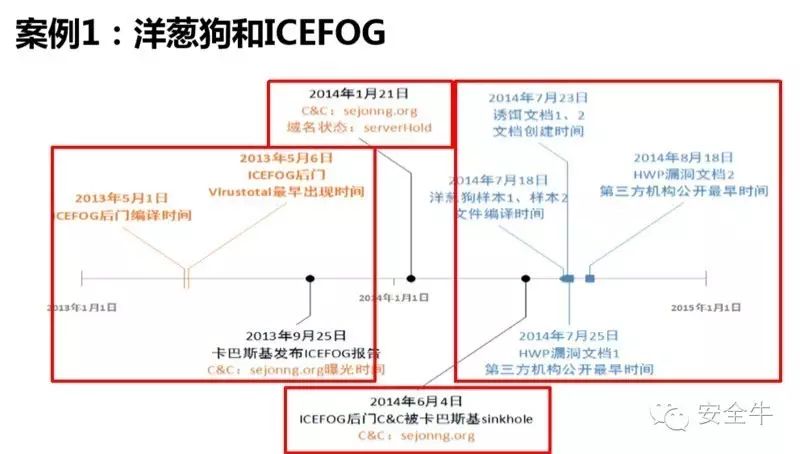 案例1：洋葱狗和ICEFOG
2014年1月21日
C&C：sejonng.org
域名状态：serverHold
2013年5月1日
ICEFOG后门编译时间
2013年5月6日
ICEFOG后门
Virustotal最早出现时间
2014年7月23日
诱饵文档1、2
文档创建时间
2014年7月18日
洋葱狗样本1、样本2
文件编译时间
2014年8月18日
HWP漏洞文档2
第三方机构公开最早时间
2013年1月1日
2014年1月1日
2015年1月1日
2013年9月25日
卡巴斯基发布ICEFOG报告
C&C：sejonng.org曝光时间
2014年7月25日
HWP漏洞文档1
第三方机构公开最早时间
2014年6月4日
ICEFOG后门C&C被卡巴斯基sinkhole
C&C：sejonng.org
安全牛